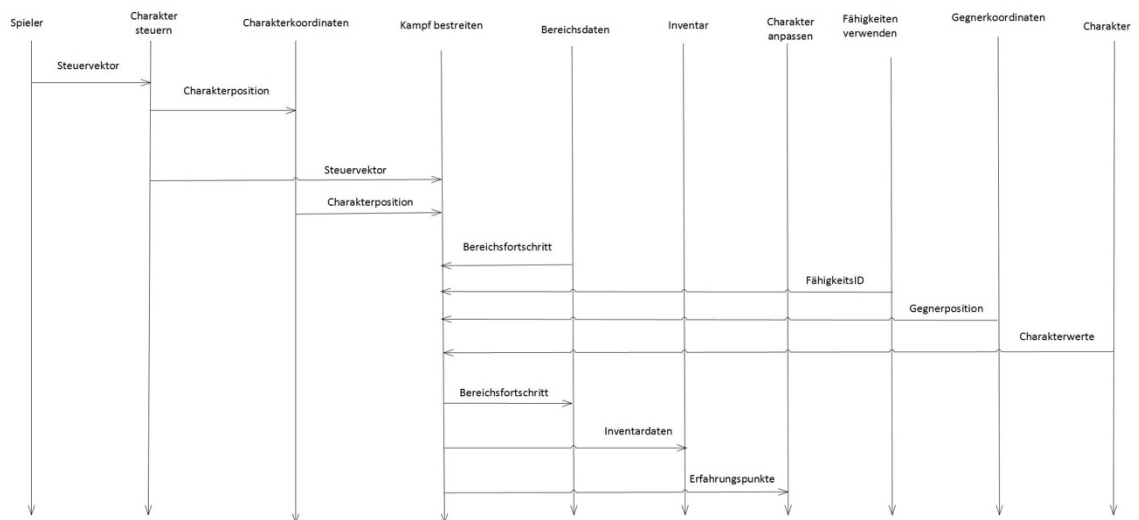 Spieler
Charakter
steuern
Charakterkoordinaten
Kampf bestreiten
Bereichsdaten
Inventar
Charakter
anpassen
Fähigkeiten
verwenden
Gegnerkoordinaten
Charakter
Steuervektor
Charakterposition
Steuervektor
Charakterposition
Bereichsfortschritt
FähigkeitsID
Gegnerposition
Charakterwerte
Bereichsfortschritt
Inventardaten
Erfahrungspunkte